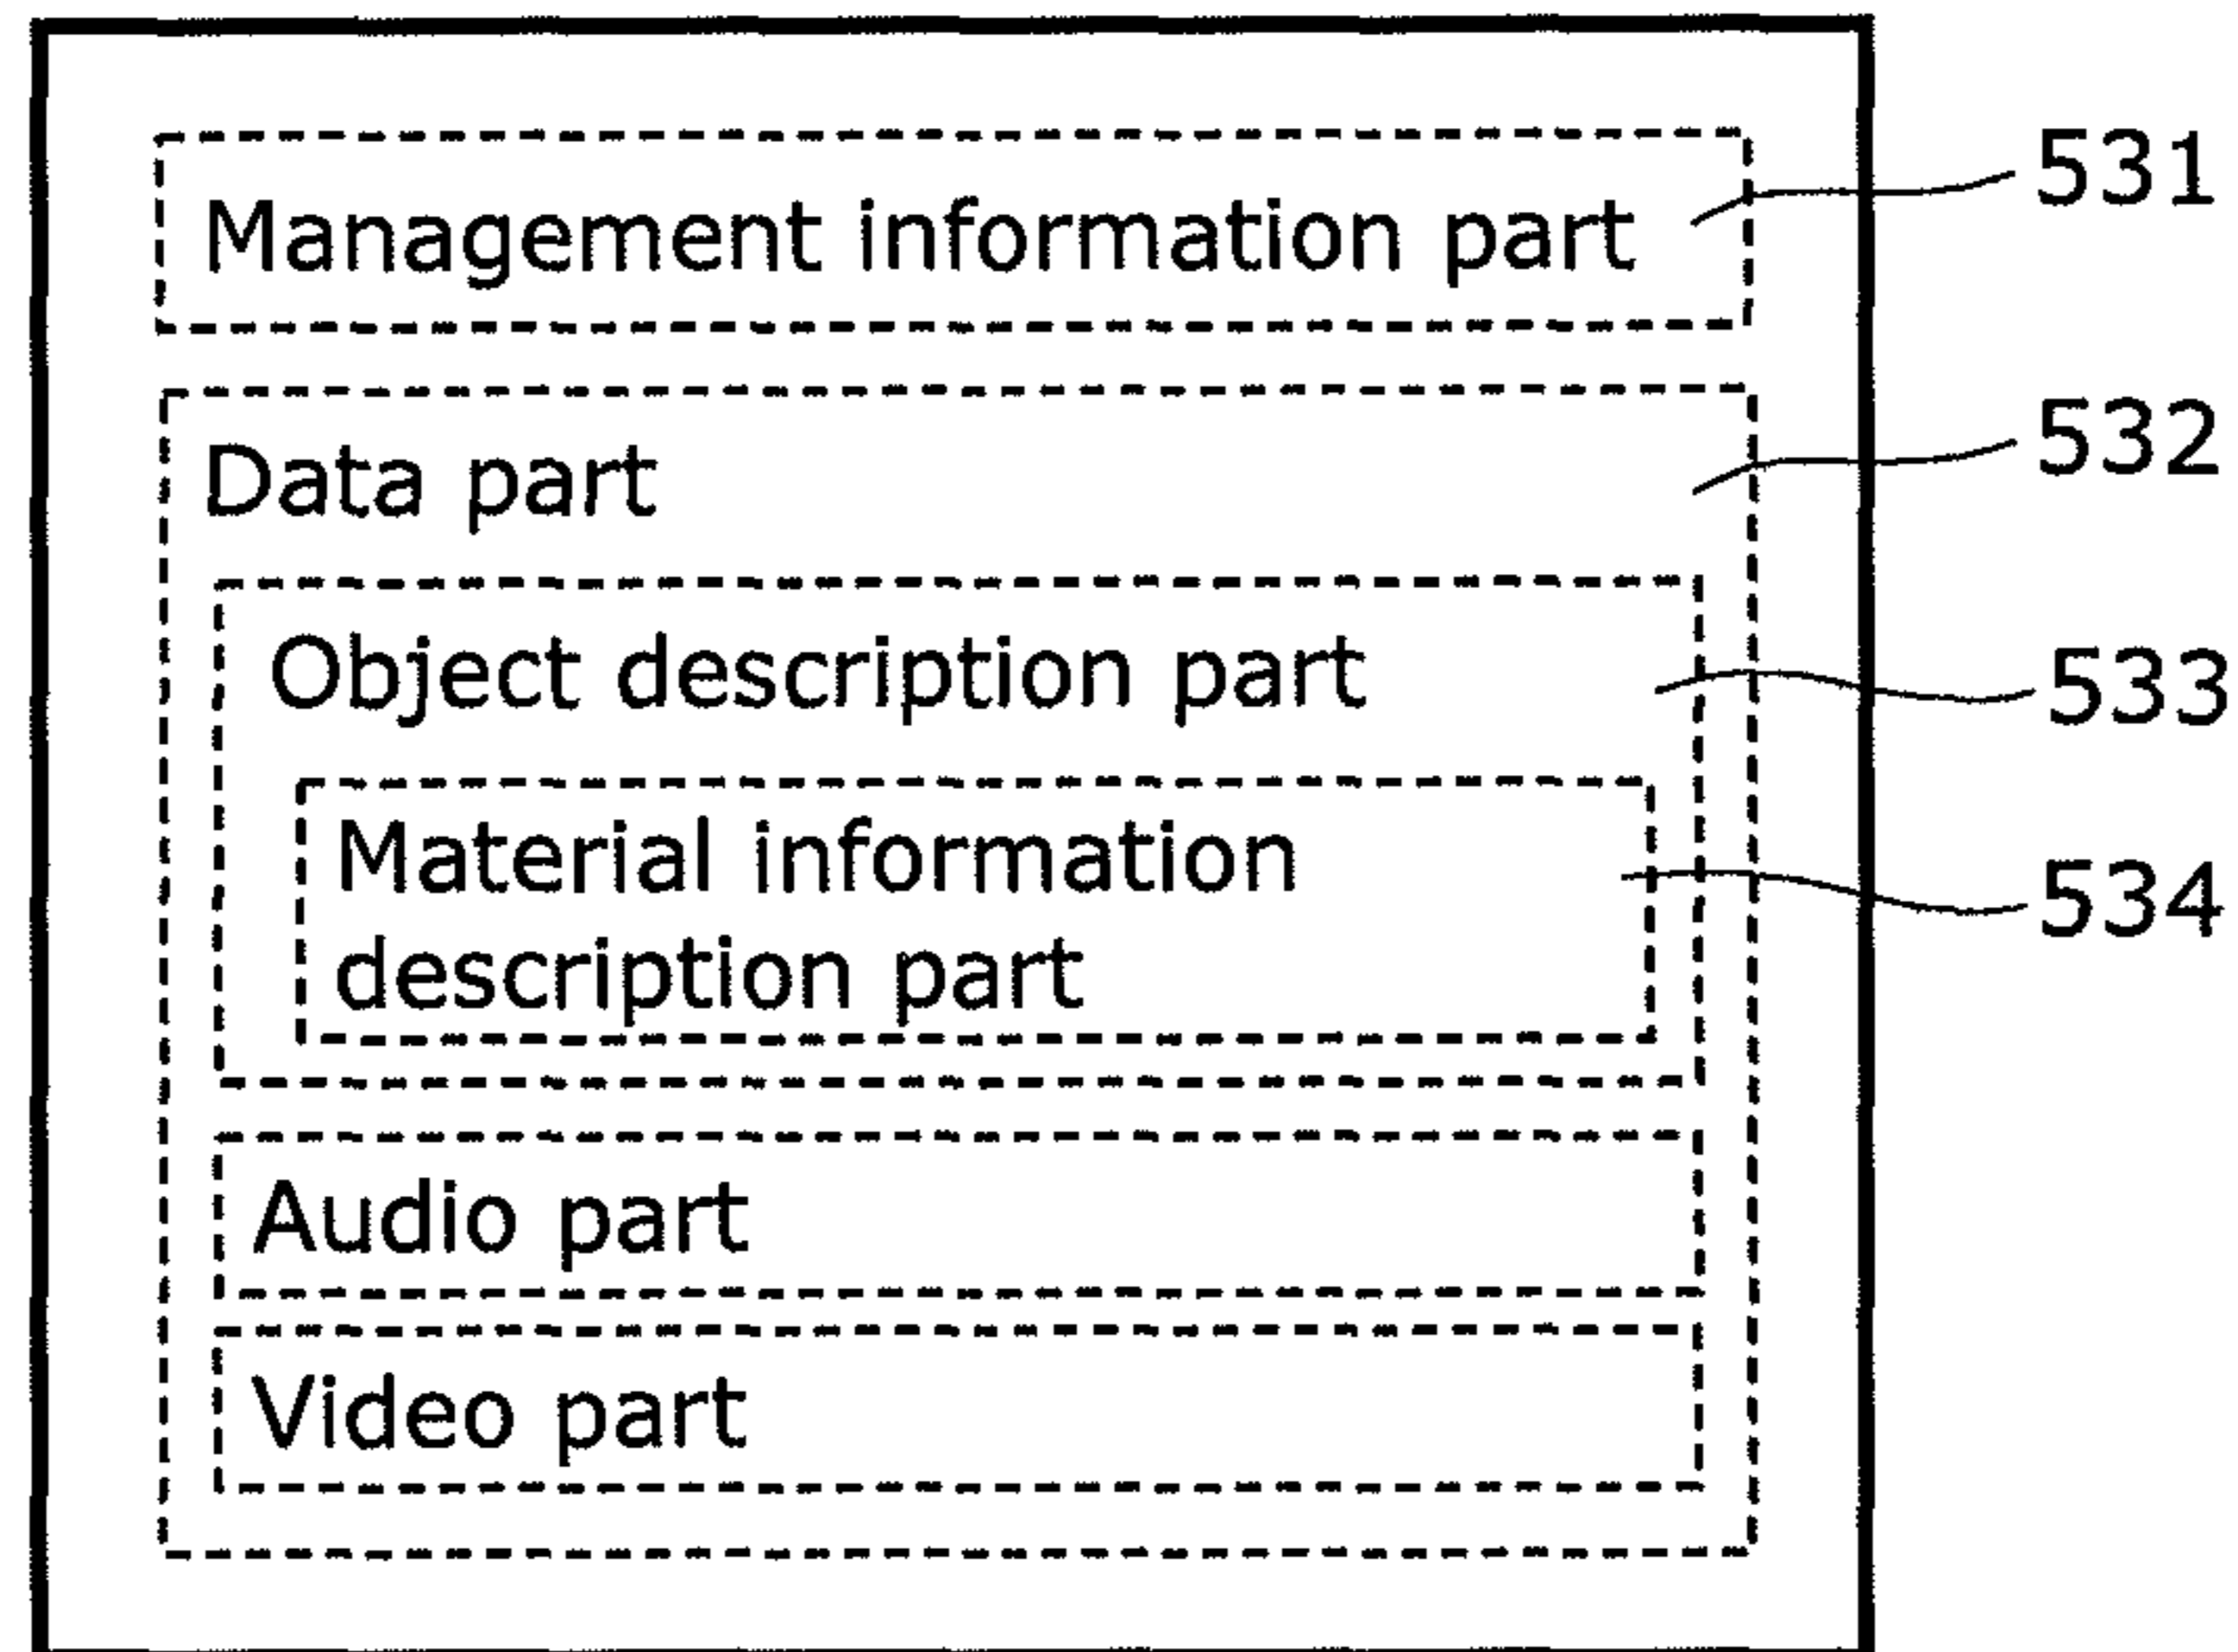 Management information part 531
Data part 532
Object description part 533
Material information 534
description part
Audio part
Video part